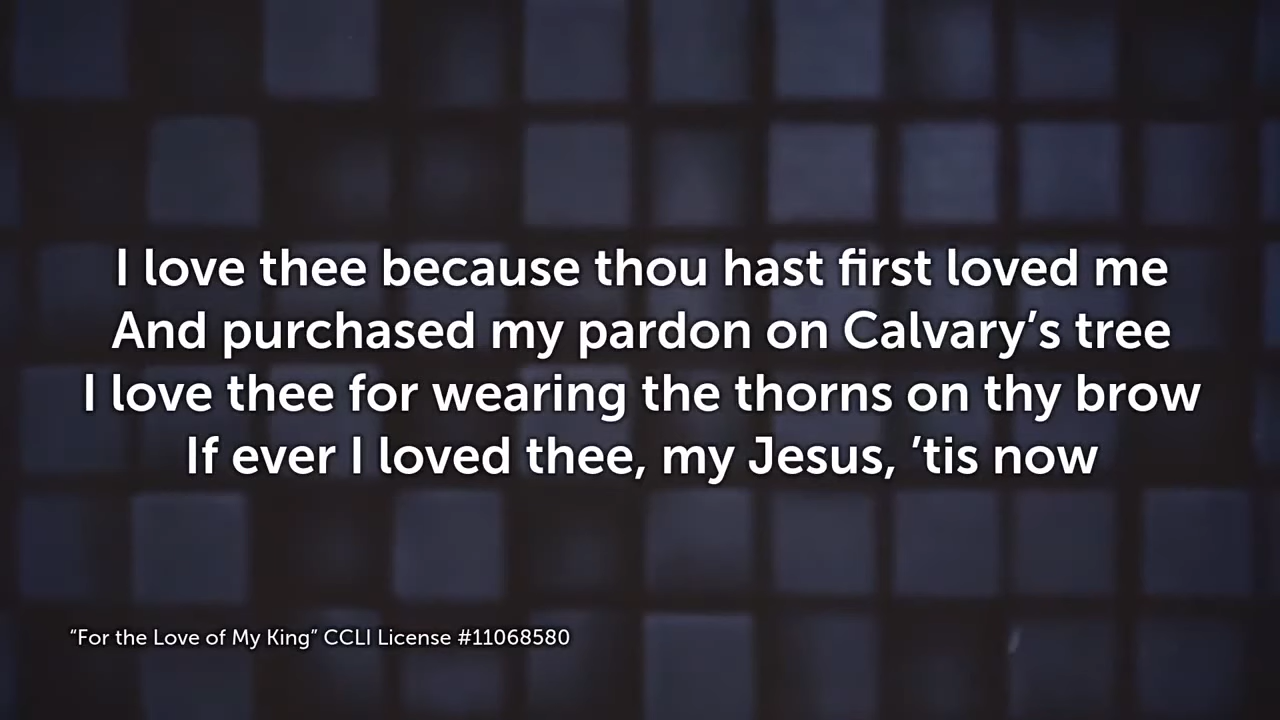 I love thee because thou hast first loved me
And purchased my pardon on Calvary’s tree
I love thee for wearing the thorns on thy brow
If ever I loved thee, my Jesus, ’tis now
“For the Love of My King” CCLI License #11068580